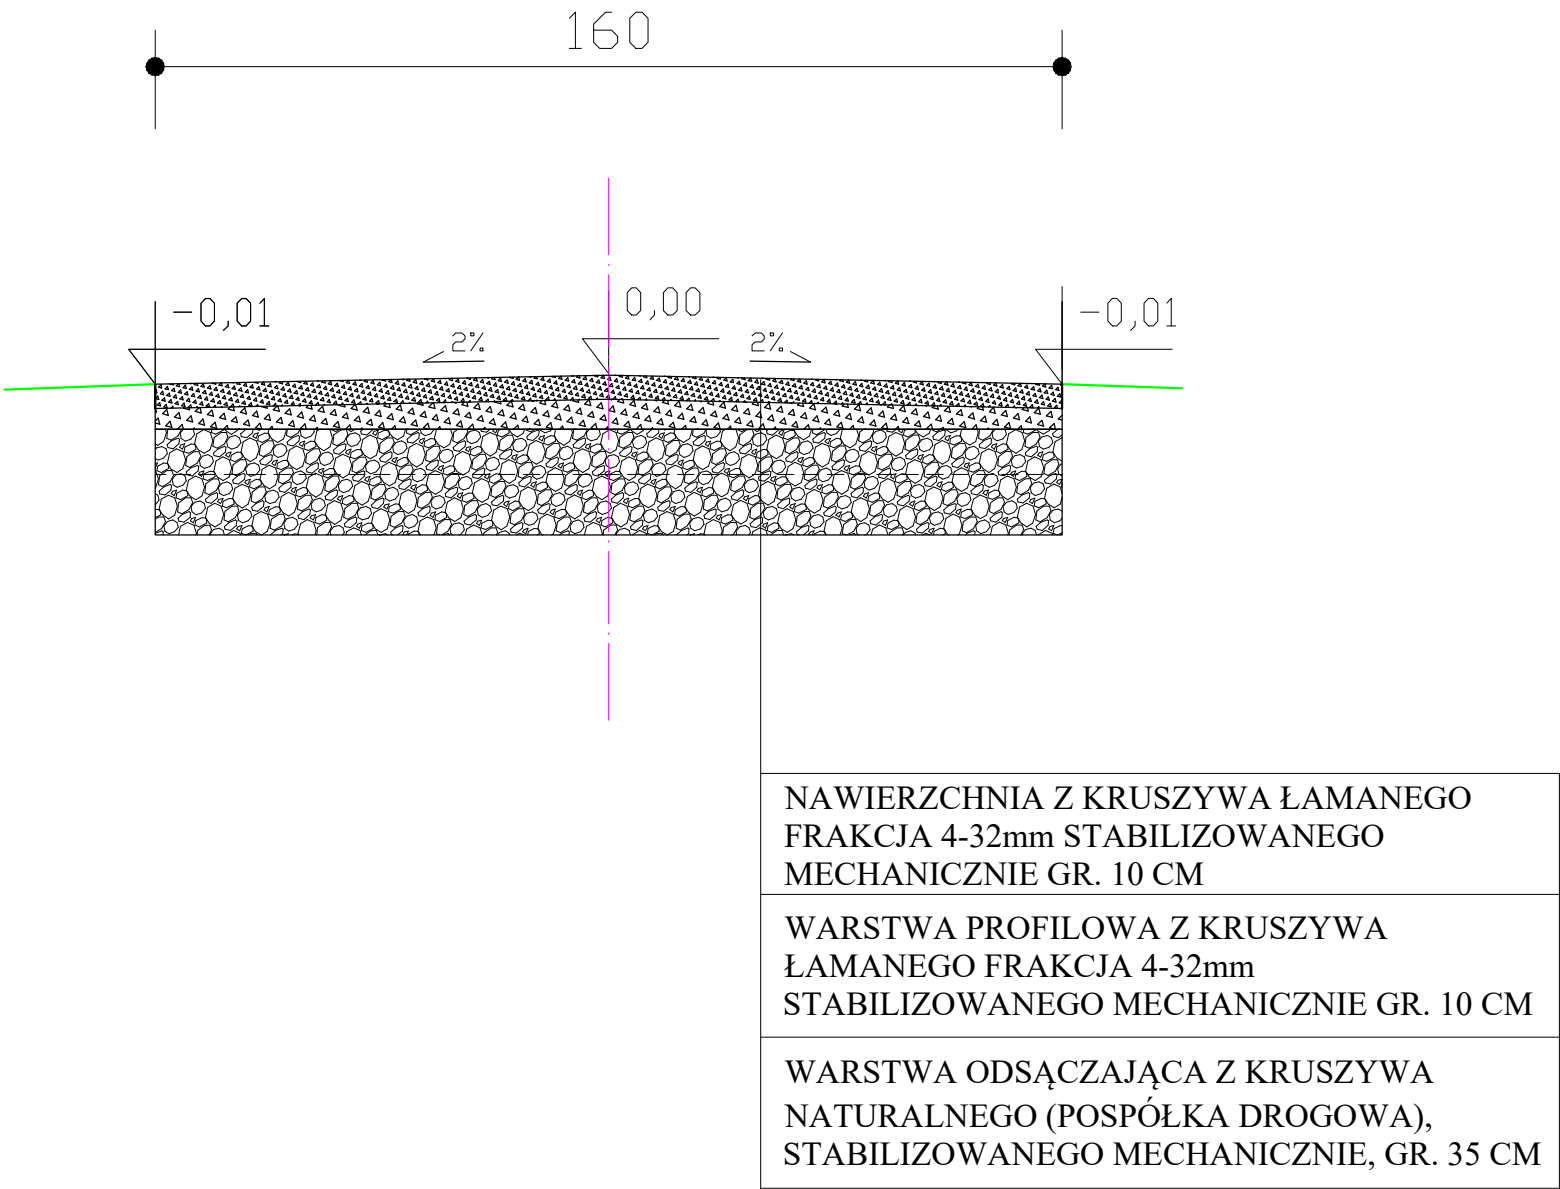 160
-0,01
0,00
-0,01
2%
2%
NAWIERZCHNIA Z KRUSZYWA ŁAMANEGO
FRAKCJA 4-32mm STABILIZOWANEGO
MECHANICZNIE GR. 10 CM
WARSTWA PROFILOWA Z KRUSZYWA
ŁAMANEGO FRAKCJA 4-32mm
STABILIZOWANEGO MECHANICZNIE GR. 10 CM
WARSTWA ODSĄCZAJĄCA Z KRUSZYWA
NATURALNEGO (POSPÓŁKA DROGOWA),
STABILIZOWANEGO MECHANICZNIE, GR. 35 CM